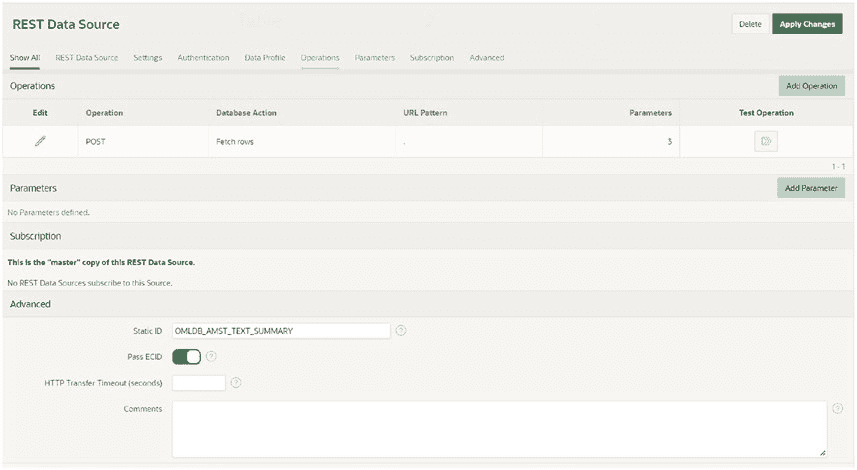 REST Data Source
Delete
Apply Changes
Show All
REST Data Source
Settings
Authentication
Data Profile
Operations
Parameters
Subscription
Advanced
Operations
Add Operation
Edit
Operation
Database Action
URL Pattern
Parameters
Test Operation
POST
Fetch rows
.
3
1 - 1
Parameters
Add Parameter
No Parameters defined.
Subscription
This is the "master" copy of this REST Data Source.
No REST Data Sources subscribe to this Source.
Advanced
Static ID
OMLDB_AMST_TEXT_SUMMARY
?
Pass ECID
?
HTTP Transfer Timeout (seconds)
?
Comments
?